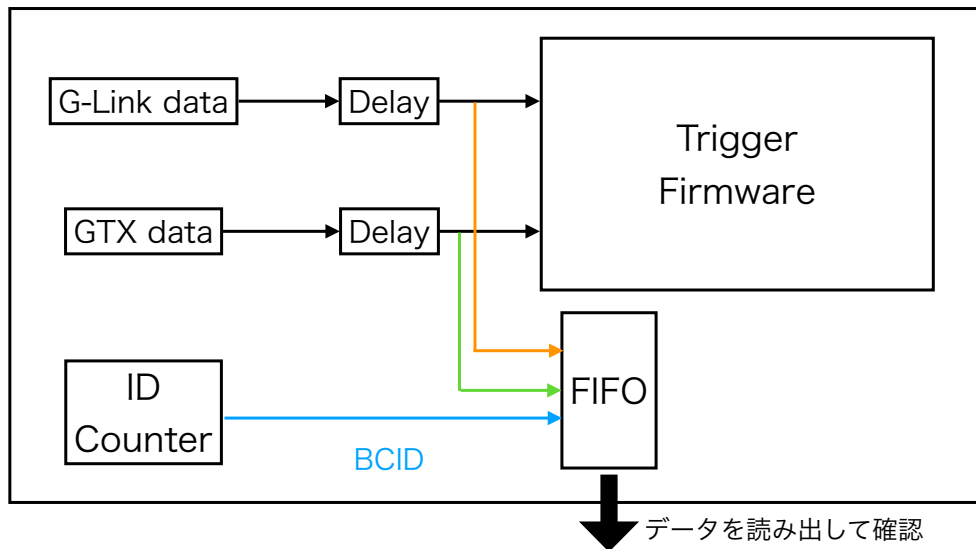 G-Link data
Delay
Trigger
Firmware
GTX data
Delay
ID
Counter
BCID
FIFO
データを読み出して確認